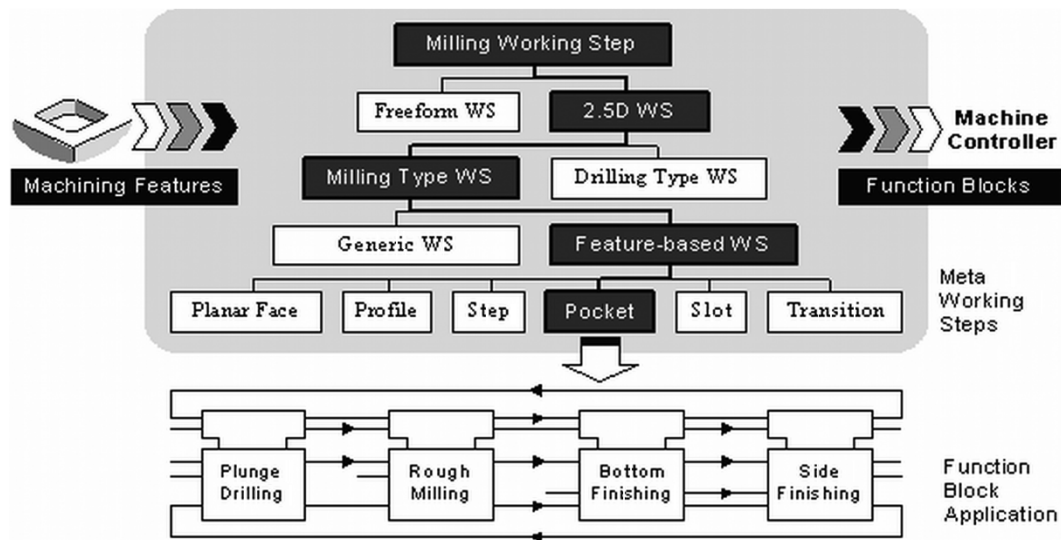 Milling Working Step
Freeform WS
2.5D WS
Machine
Controller
Machining Features
Milling Type WS
Drilling Type WS
Function Blocks
Generic WS
Feature-based WS
Planar Face
Profile
Step
Pocket
Slot
Transition
Meta
Working
Steps
Plunge
Drilling
Rough
Milling
Bottom
Finishing
Side
Finishing
Function
Block
Application